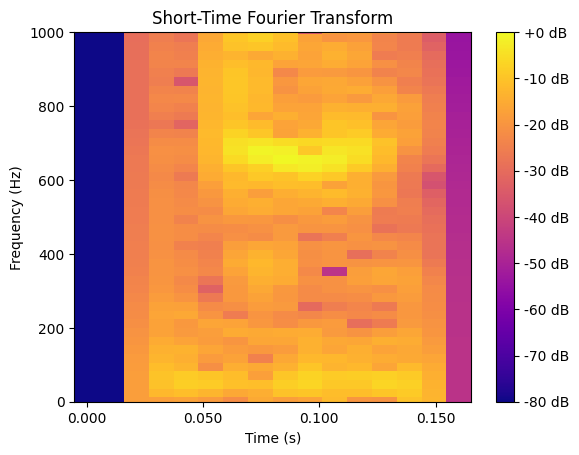 Short-Time Fourier Transform
1000
800
600
400
200
0
Frequency (Hz)
0.000
0.050
0.100
0.150
Time (s)
+0 dB
-10 dB
-20 dB
-30 dB
-40 dB
-50 dB
-60 dB
-70 dB
-80 dB